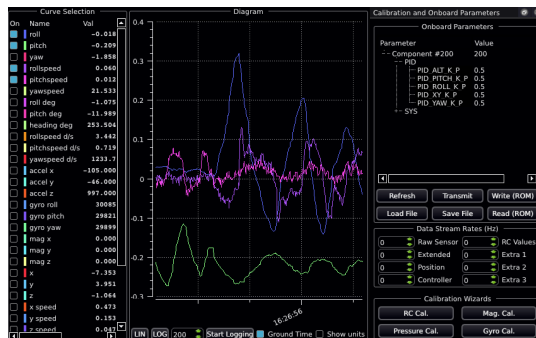 Curve Selection
On Name Val
roll -0.018
pitch -0.209
yaw -1.858
rollspeed 0.060
pitchspeed 0.012
yawspeed 21.533
roll deg -1.075
pitch deg -11.989
heading deg 253.504
rollspeed d/s 3.442
pitchspeed d/s 0.719
yawspeed d/s 1233.7
accel x -105.000
accel y -46.000
accel z 997.000
gyro roll 30085
gyro pitch 29821
gyro yaw 29899
mag x 0.000
mag y 0.000
mag z 0.000
x -7.353
y 3.951
z -1.064
x speed 0.473
y speed 0.153
z speed 0.047
Diagram
0.4
0.3
0.2
0.1
0
-0.1
-0.2
-0.3
16:26:56
LIN LOG 200 Start Logging Ground Time Show units
Calibration and Onboard Parameters
Onboard Parameters
Parameter Value
Component #200 200
PID
PID_ALT_K_P 0.5
PID_PITCH_K_P 0.5
PID_ROLL_K_P 0.5
PID_XY_K_P 0.5
PID_YAW_K_P 0.5
SYS
Refresh Transmit Write (ROM)
Load File Save File Read (ROM)
Data Stream Rates (Hz)
0 Raw Sensor 0 RC Values
0 Extended 0 Extra 1
0 Position 0 Extra 2
0 Controller 0 Extra 3
Calibration Wizards
RC Cal. Mag. Cal.
Pressure Cal. Gyro Cal.